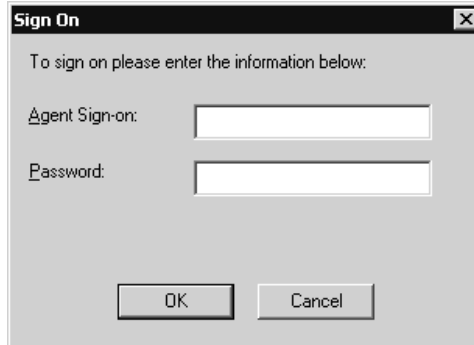 Sign On
To sign on please enter the information below:
Agent Sign-on:
Password:
OK Cancel